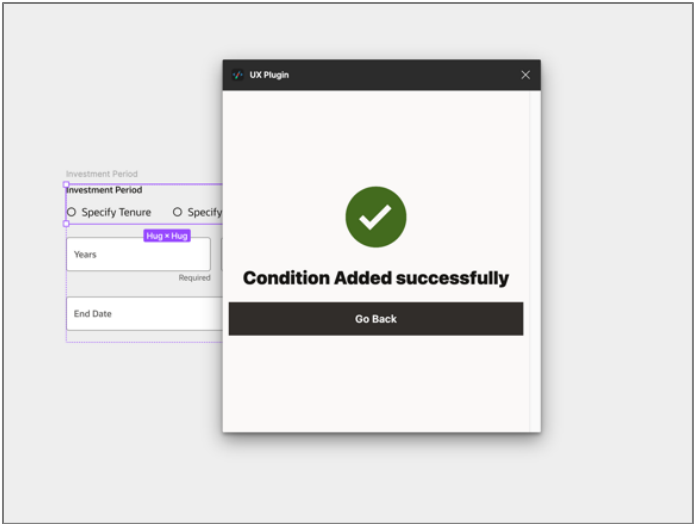 UX Plugin
Investment Period
Investment Period
Specify Tenure
Specify
Hug × Hug
Years
Required
End Date
Condition Added successfully
Go Back